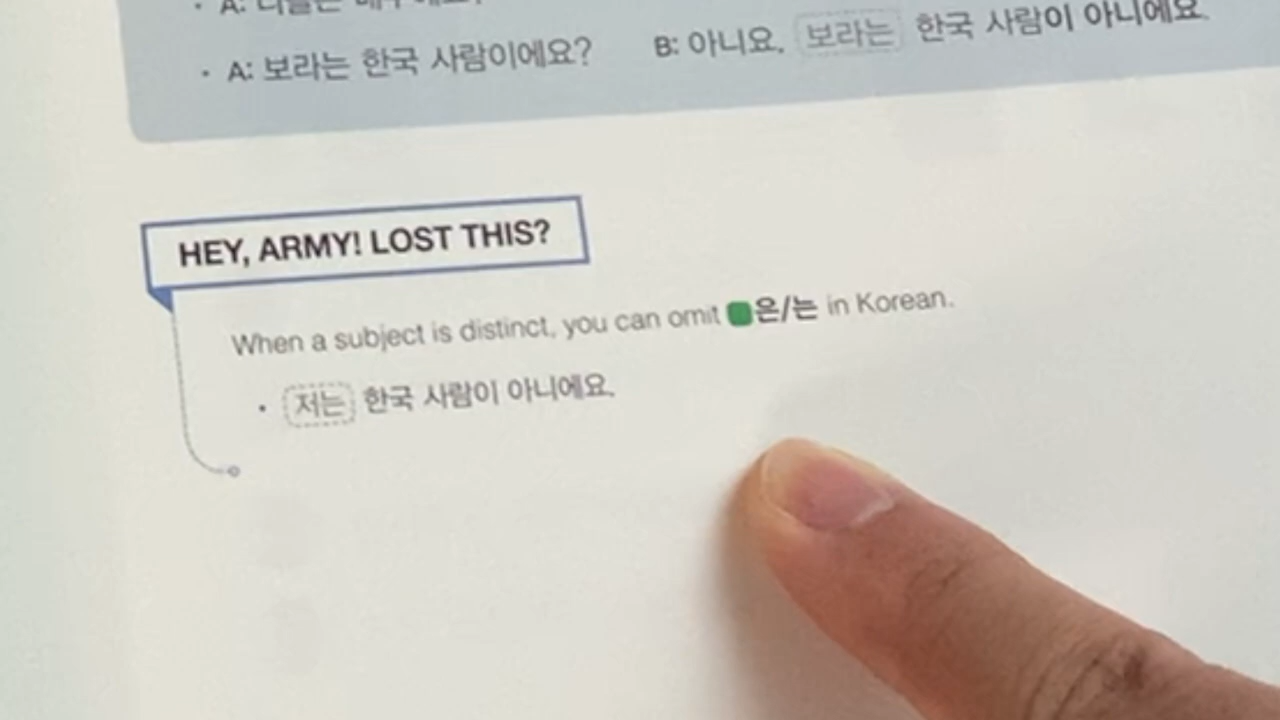 · A: 보라는 한국 사람이에요? B: 아니요, 보라는 한국 사람이 아니에요.
HEY, ARMY! LOST THIS?
When a subject is distinct, you can omit 은/는 in Korean.
· 저는 한국 사람이 아니에요.